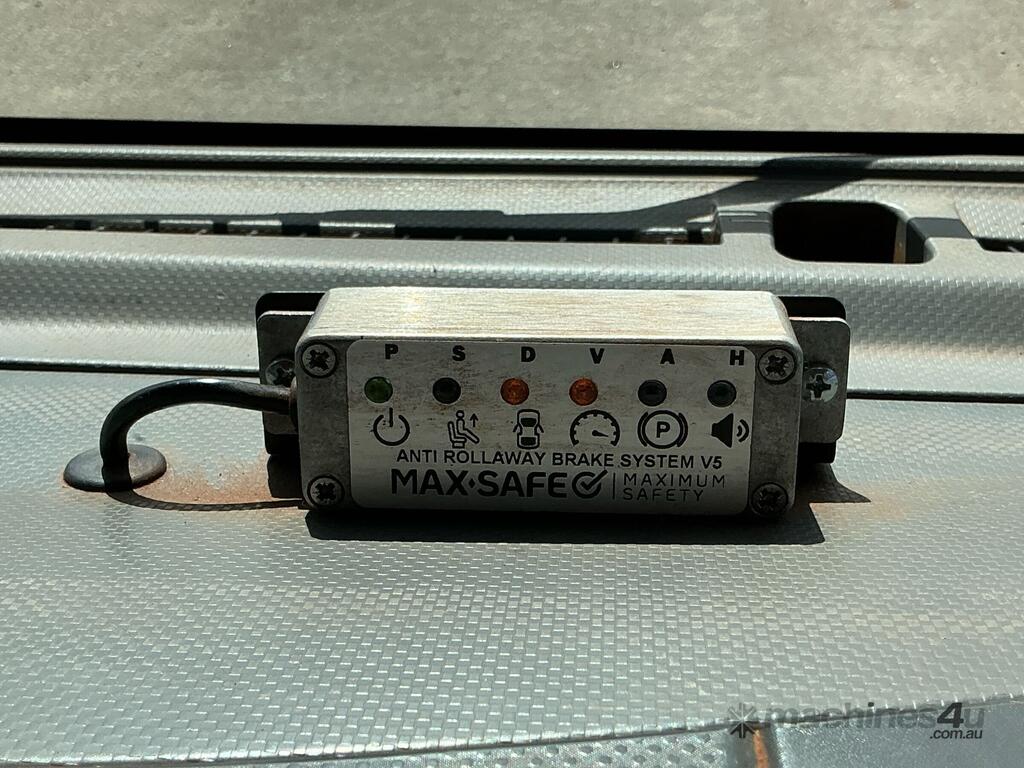 P S D V A H
P
ANTI ROLLAWAY BRAKE SYSTEM V5
MAX·SAFE | MAXIMUM
SAFETY
machines4u
.com.au